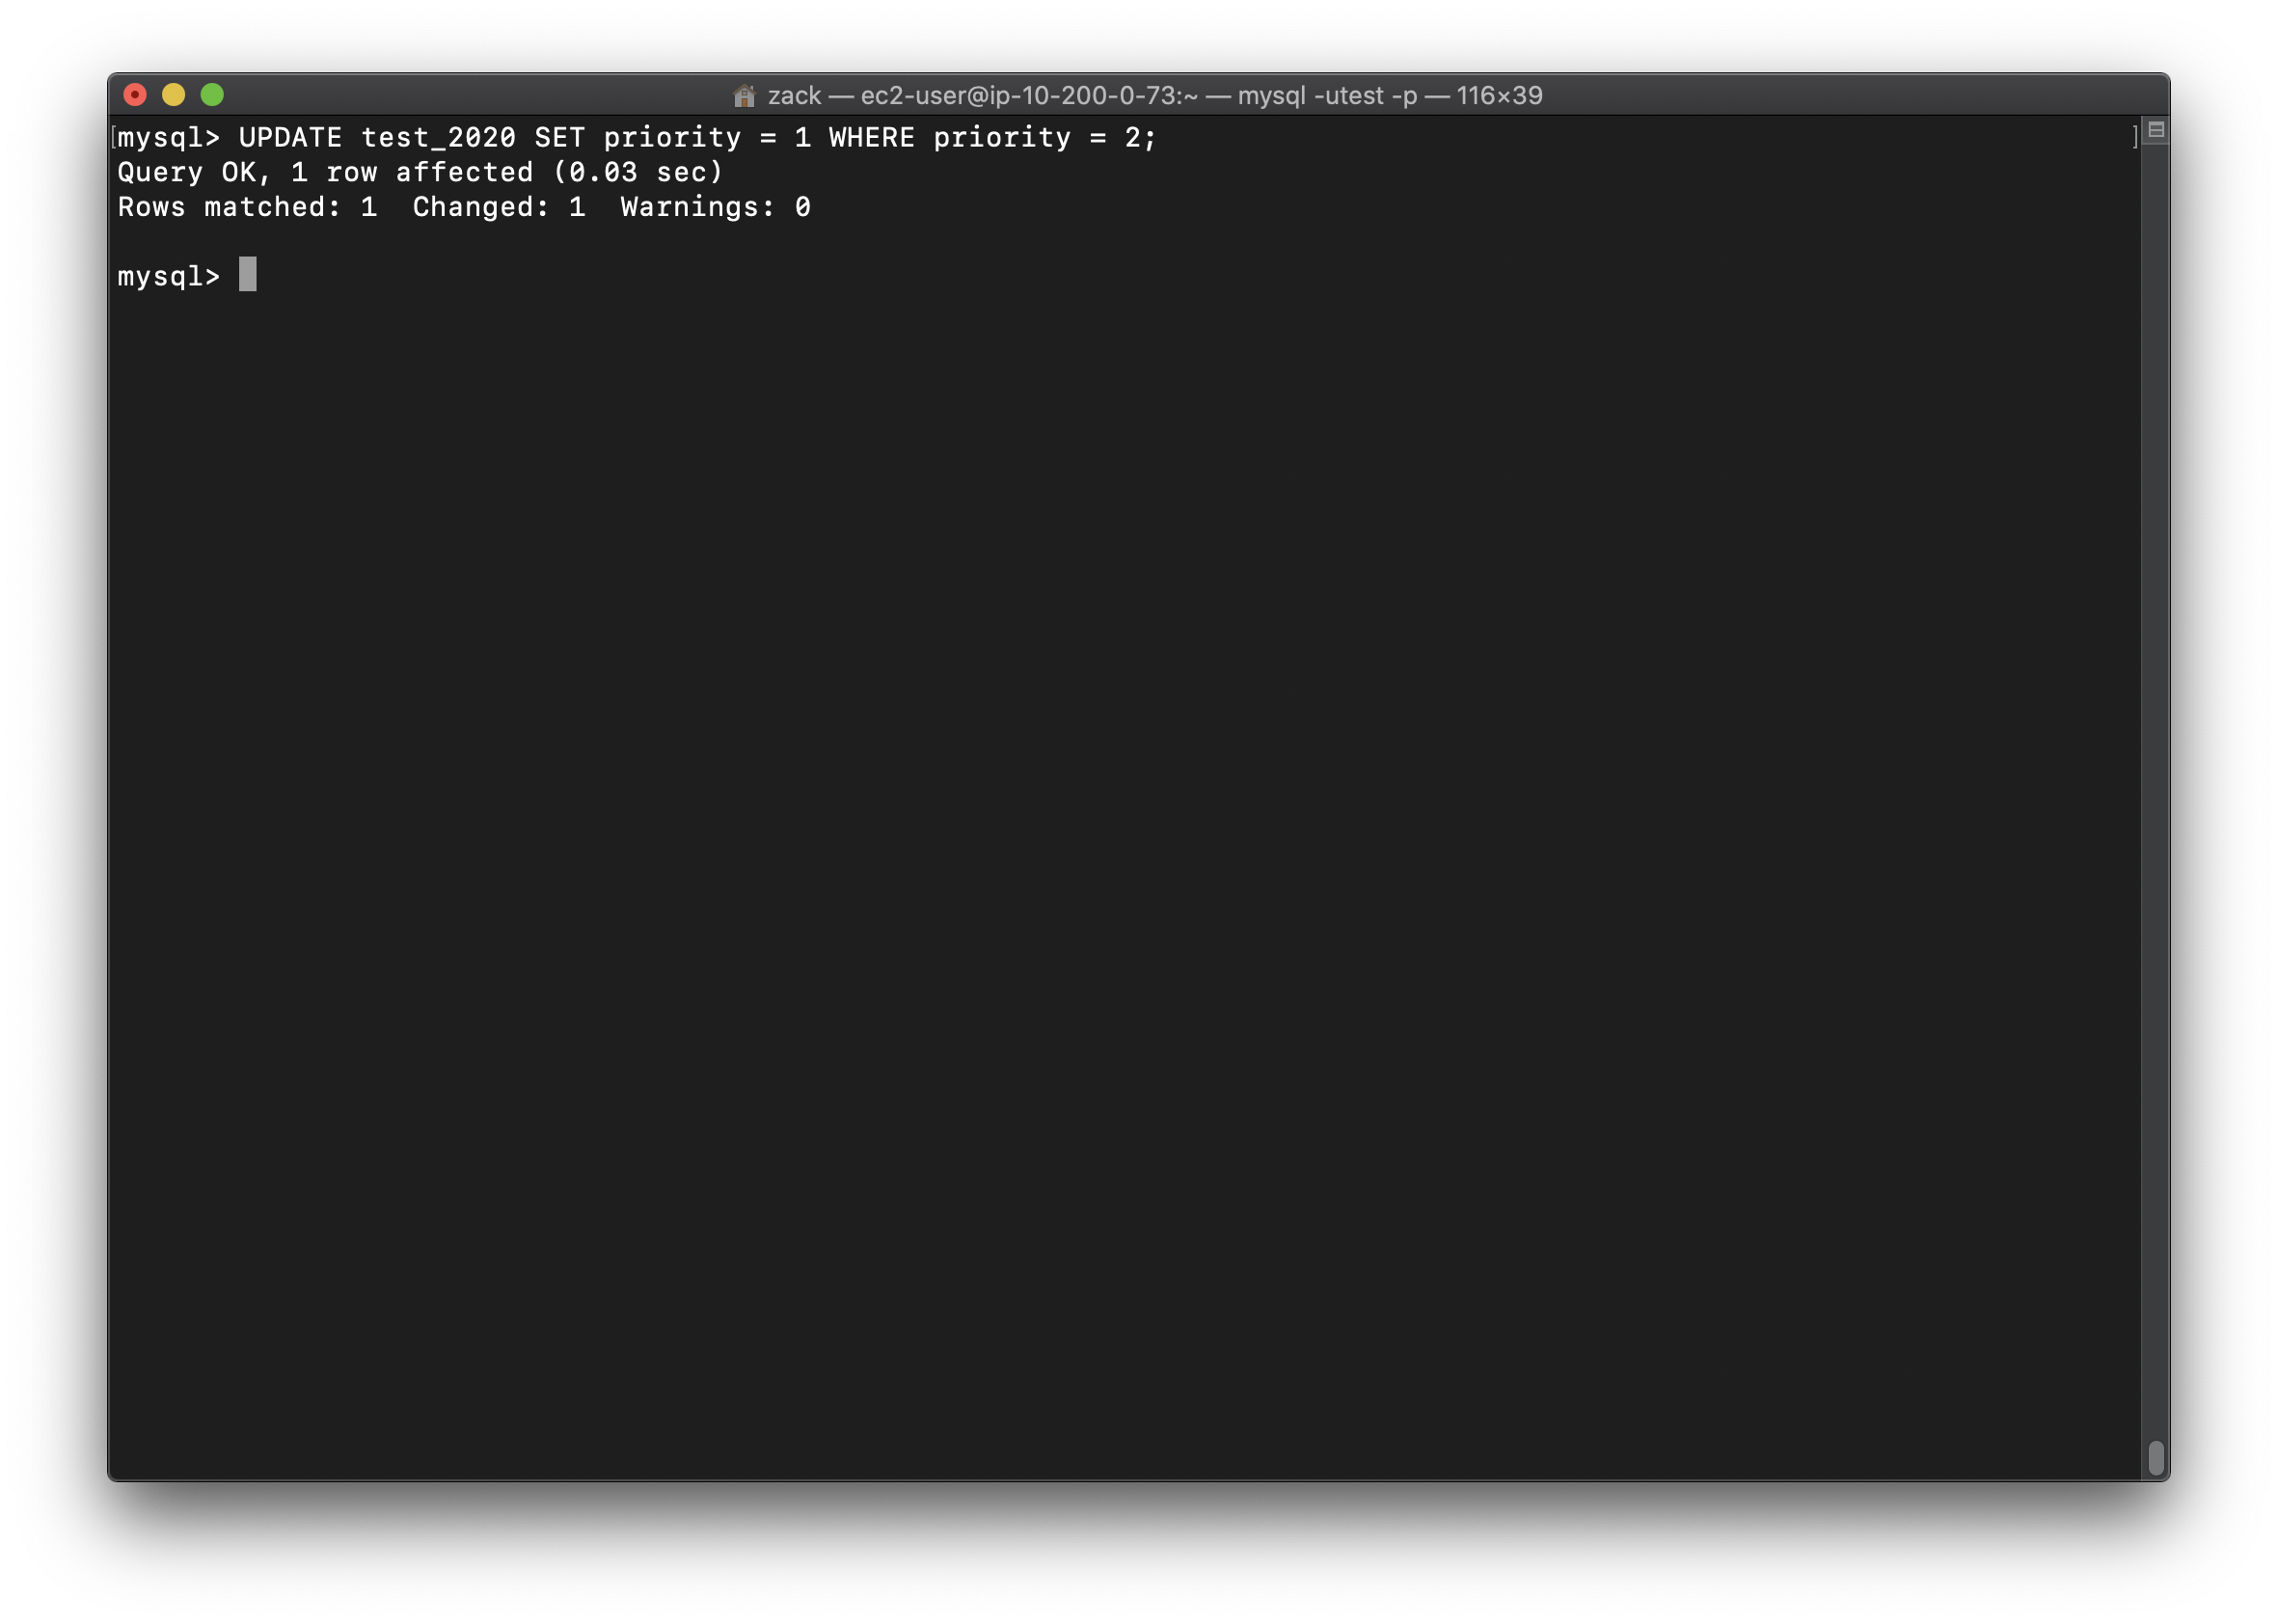 zack — ec2-user@ip-10-200-0-73:~ — mysql -utest -p — 116×39
mysql> UPDATE test_2020 SET priority = 1 WHERE priority = 2;
Query OK, 1 row affected (0.03 sec)
Rows matched: 1  Changed: 1  Warnings: 0
mysql>